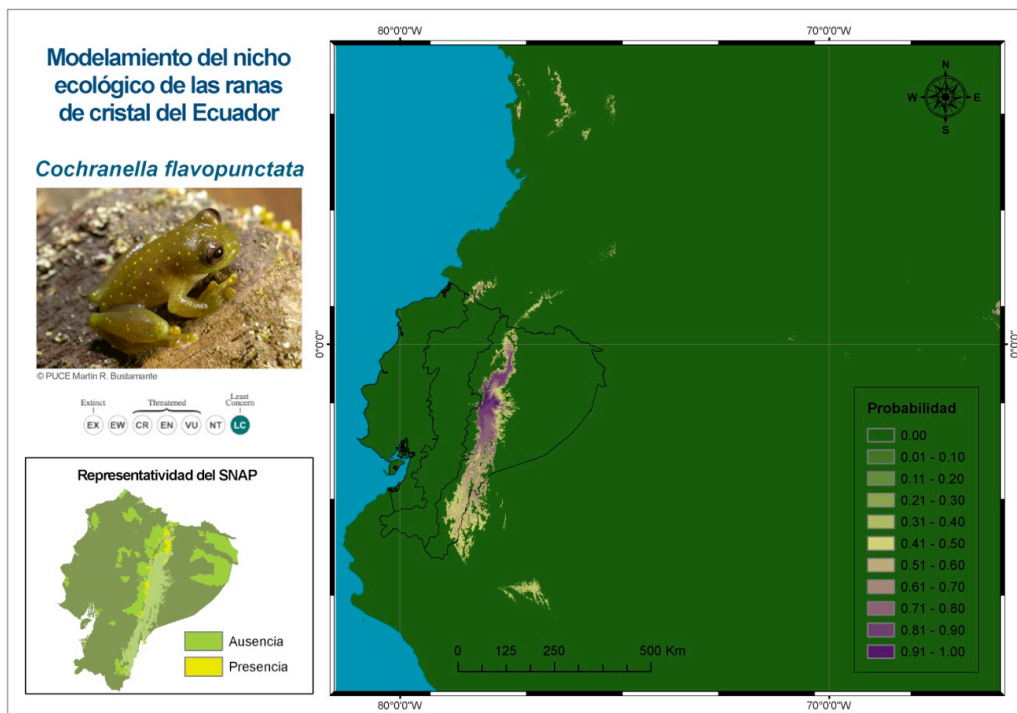 Modelamiento del nicho
ecológico de las ranas
de cristal del Ecuador
Cochranella flavopunctata
© PUCE Martin R. Bustamante
Extinct
Threatened
Least
Concern
EX EW CR EN VU NT LC
Representatividad del SNAP
Ausencia
Presencia
80°0'0"W 70°0'0"W
N
W E
S
0°0'0" 0°0'0"
Probabilidad
0.00
0.01 - 0.10
0.11 - 0.20
0.21 - 0.30
0.31 - 0.40
0.41 - 0.50
0.51 - 0.60
0.61 - 0.70
0.71 - 0.80
0.81 - 0.90
0.91 - 1.00
0 125 250 500 Km
80°0'0"W 70°0'0"W